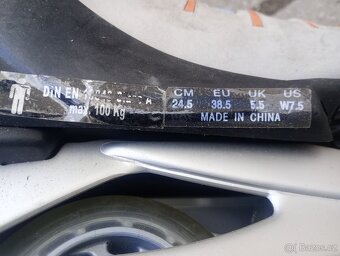 DIN EN
max 100 Kg
CM EU UK US
24.5 38.5 5.5 W7.5
MADE IN CHINA
Bazoš.cz